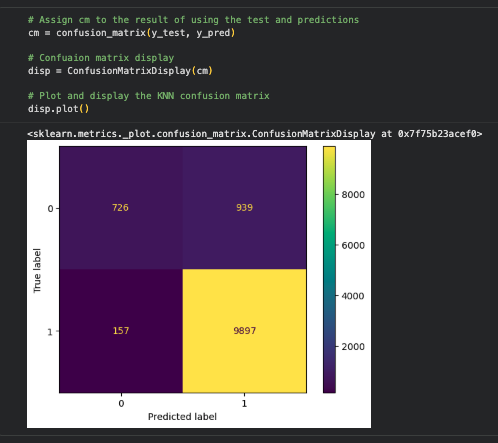 # Assign cm to the result of using the test and predictions
cm = confusion_matrix(y_test, y_pred)
# Confuaion matrix display
disp = ConfusionMatrixDisplay(cm)
# Plot and display the KNN confusion matrix
disp.plot()
<sklearn.metrics._plot.confusion_matrix.ConfusionMatrixDisplay at 0x7f75b23acef0>
0
726
939
1
157
9897
True label
0
1
Predicted label
8000
6000
4000
2000